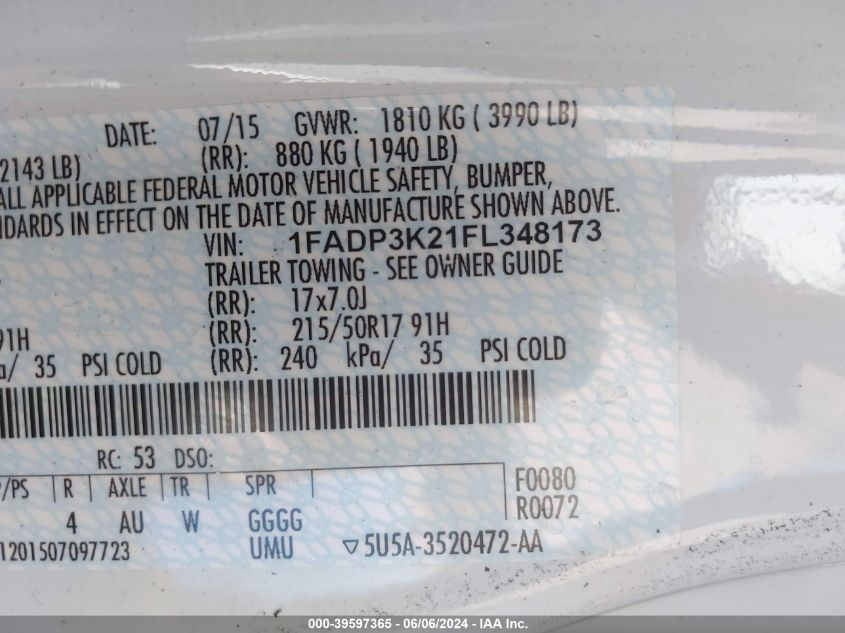 DATE: 07/15 GVWR: 1810 KG ( 3990 LB)
2143 LB) (RR): 880 KG ( 1940 LB)
ALL APPLICABLE FEDERAL MOTOR VEHICLE SAFETY, BUMPER,
NDARDS IN EFFECT ON THE DATE OF MANUFACTURE SHOWN ABOVE.
VIN: 1FADP3K21FL348173
TRAILER TOWING - SEE OWNER GUIDE
(RR): 17x7.0J
91H (RR): 215/50R17 91H
a/ 35 PSI COLD (RR): 240 kPa/ 35 PSI COLD
RC: 53 DSO:
P/PS R AXLE TR SPR F0080
4 AU W GGGG R0072
1201507097723 UMU ▽5U5A-3520472-AA
000-39597365 - 06/06/2024 - IAA Inc.